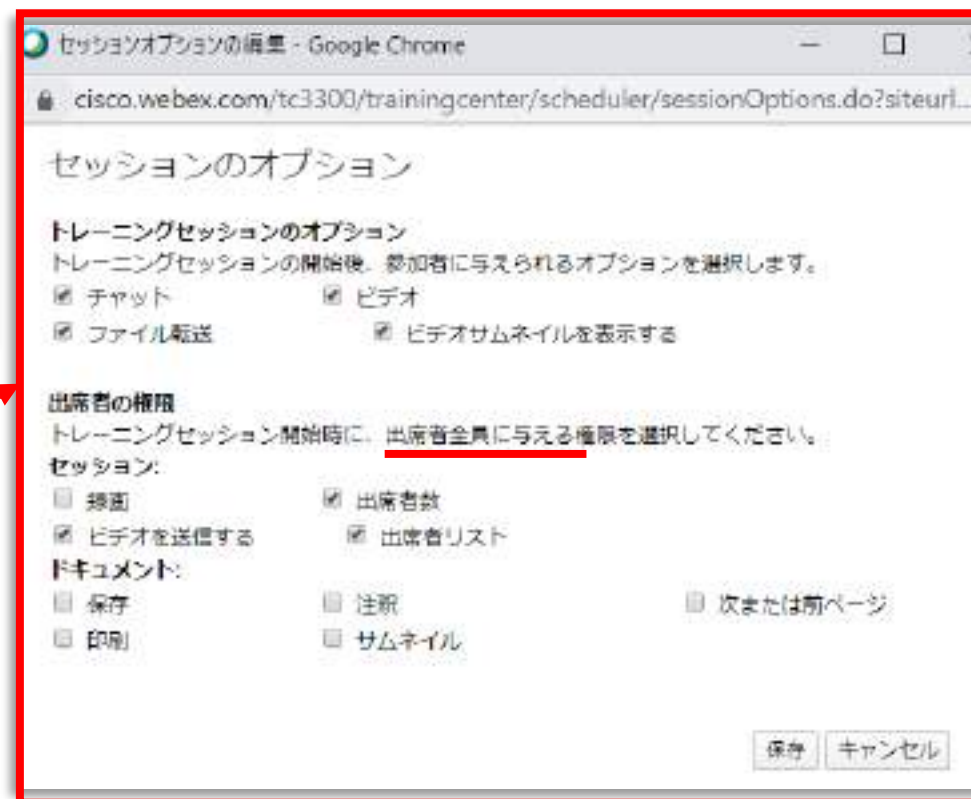 セッションオプションの編集 - Google Chrome
cisco.webex.com/tc3300/trainingcenter/scheduler/sessionOptions.do?siteurl...
セッションのオプション
トレーニングセッションのオプション
トレーニングセッションの開始後、参加者に与えられるオプションを選択します。
チャット ビデオ
ファイル転送 ビデオサムネイルを表示する
出席者の権限
トレーニングセッション開始時に、出席者全員に与える権限を選択してください。
セッション:
録画 出席者数
ビデオを送信する 出席者リスト
ドキュメント:
保存 注釈 次または前ページ
印刷 サムネイル
保存 キャンセル